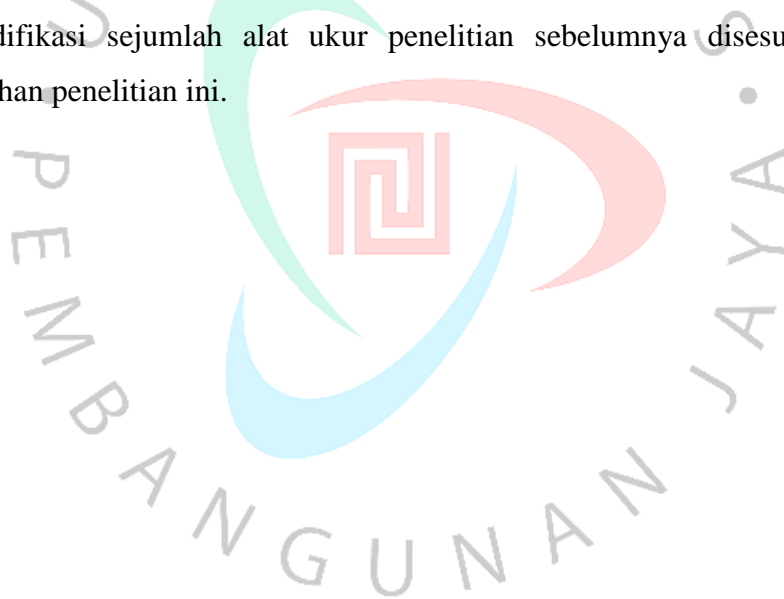 difikasi sejumlah alat ukur penelitian sebelumnya disesu
han penelitian ini.
PEMBANGUNAN JAYA